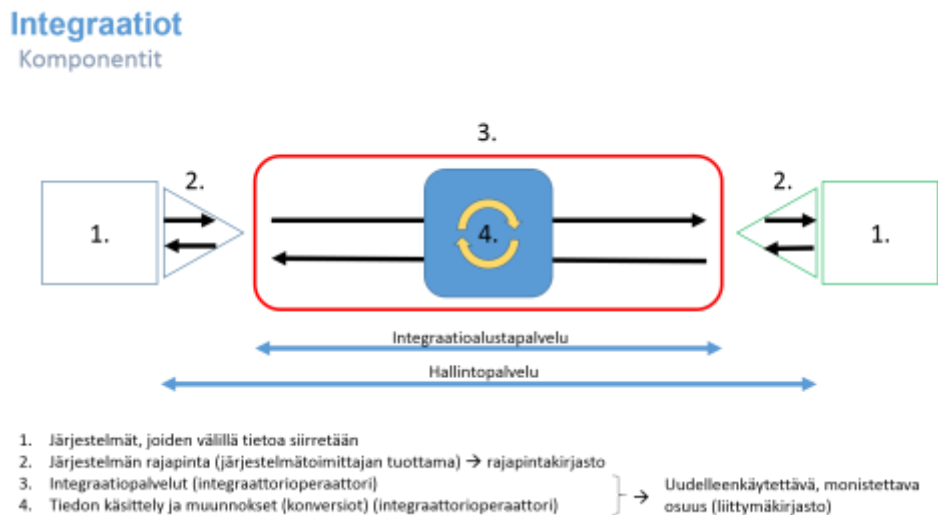 Integraatiot
Komponentit
3.
2.
2.
1.
4.
1.
Integraatioalustapalvelu
Hallintopalvelu
1. Järjestelmät, joiden välillä tietoa siirretään
2. Järjestelmän rajapinta (järjestelmätoimittajan tuottama) → rajapintakirjasto
3. Integraatiopalvelut (integraattorioperaattori)
4. Tiedon käsittely ja muunnokset (konversiot) (integraattorioperaattori)
→ Uudelleenkäytettävä, monistettava
osuus (liittymäkirjasto)